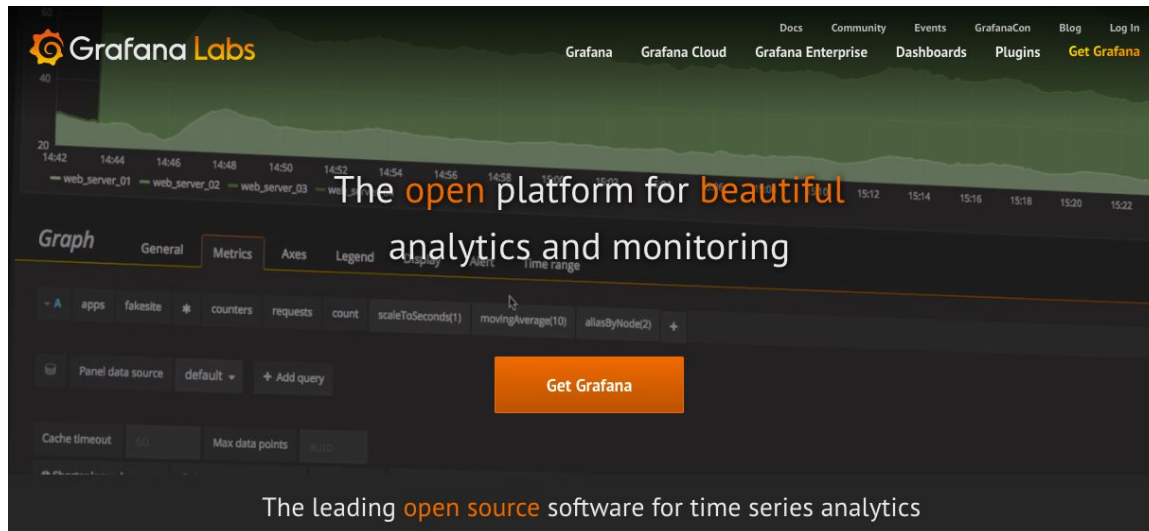 60
Docs Community Events GrafanaCon Blog Log In
Grafana Labs
Grafana Grafana Cloud Grafana Enterprise Dashboards Plugins Get Grafana
40
20
14:42 14:44 14:46 14:48 14:50 14:52 14:54 14:56 14:58 15:12 15:14 15:16 15:18 15:20 15:22
web_server_01 web_server_02 web_server_03
The open platform for beautiful
analytics and monitoring
Graph General Metrics Axes Legend Display Alert Time range
A apps fakesite * counters requests count scaleToSeconds(1) movingAverage(10) aliasByNode(2) +
Panel data source default + Add query
Get Grafana
Cache timeout 60 Max data points auto
The leading open source software for time series analytics